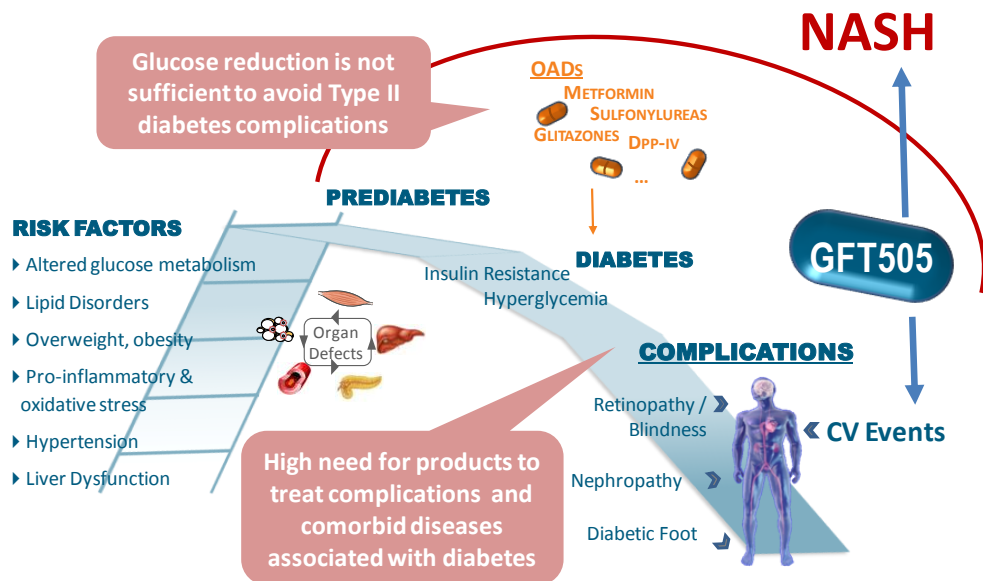 NASH
Glucose reduction is not
sufficient to avoid Type II
diabetes complications
OADs
METFORMIN
SULFONYLUREAS
GLITAZONES
DPP-IV
...
PREDIABETES
RISK FACTORS
Altered glucose metabolism
Lipid Disorders
Overweight, obesity
Pro-inflammatory &
oxidative stress
Hypertension
Liver Dysfunction
Organ
Defects
Insulin Resistance
Hyperglycemia
DIABETES
GFT505
COMPLICATIONS
Retinopathy /
Blindness
CV Events
Nephropathy
Diabetic Foot
High need for products to
treat complications and
comorbid diseases
associated with diabetes